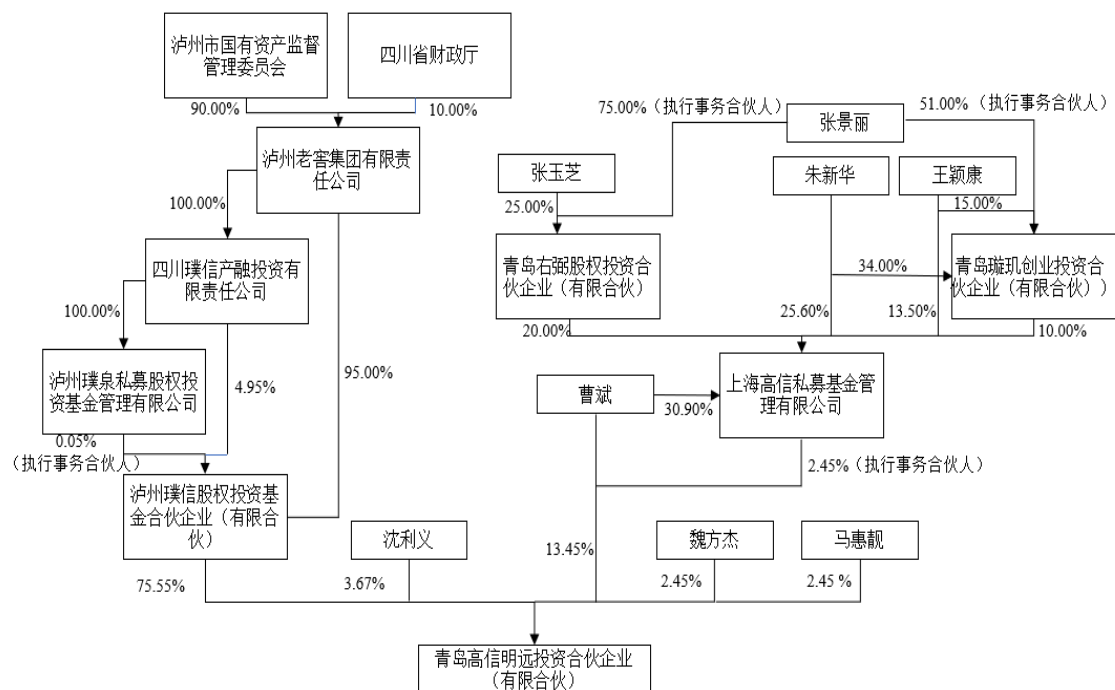 泸州市国有资产监督
管理委员会
四川省财政厅
90.00%
10.00%
75.00%（执行事务合伙人）
51.00%（执行事务合伙人）
张景丽
泸州老窖集团有限责
任公司
张玉芝
朱新华
王颖康
100.00%
25.00%
15.00%
四川璞信产融投资有
限责任公司
青岛右弼股权投资合
伙企业（有限合伙）
34.00%
青岛璇玑创业投资合
伙企业（有限合伙））
100.00%
20.00%
25.60%
13.50%
10.00%
泸州璞泉私募股权投
资基金管理有限公司
4.95%
95.00%
曹斌
30.90%
上海高信私募基金管
理有限公司
0.05%
（执行事务合伙人）
2.45%（执行事务合伙人）
泸州璞信股权投资基
金合伙企业（有限合
伙）
沈利义
13.45%
魏方杰
马惠靓
75.55%
3.67%
2.45%
2.45 %
青岛高信明远投资合伙企业
（有限合伙）